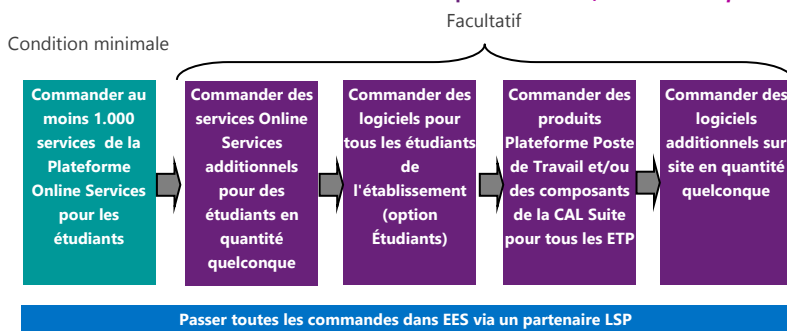 Facultatif
Condition minimale
Commander au
moins 1.000
services de la
Plateforme
Online Services
pour les
étudiants
Commander des
services Online
Services
additionnels
pour des
étudiants en
quantité
quelconque
Commander des
logiciels pour
tous les étudiants
de
l'établissement
(option
Étudiants)
Commander des
produits
Plateforme Poste
de Travail et/ou
des composants
de la CAL Suite
pour tous les ETP
Commander des
logiciels
additionnels sur
site en quantité
quelconque
Passer toutes les commandes dans EES via un partenaire LSP